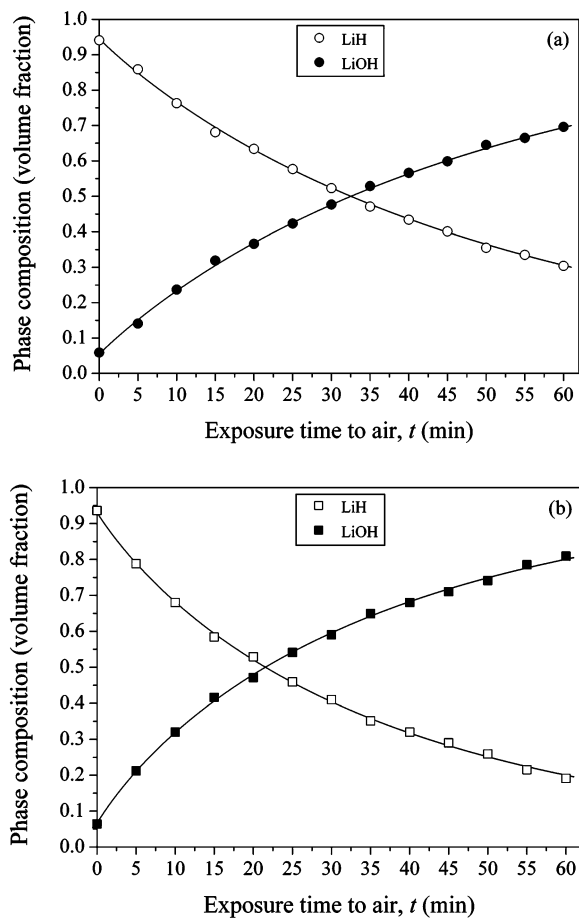 (a)
LiH
LiOH
Phase composition (volume fraction)
1.0
0.9
0.8
0.7
0.6
0.5
0.4
0.3
0.2
0.1
0.0
0 5 10 15 20 25 30 35 40 45 50 55 60
Exposure time to air, t (min)
(b)
LiH
LiOH
Phase composition (volume fraction)
1.0
0.9
0.8
0.7
0.6
0.5
0.4
0.3
0.2
0.1
0.0
0 5 10 15 20 25 30 35 40 45 50 55 60
Exposure time to air, t (min)